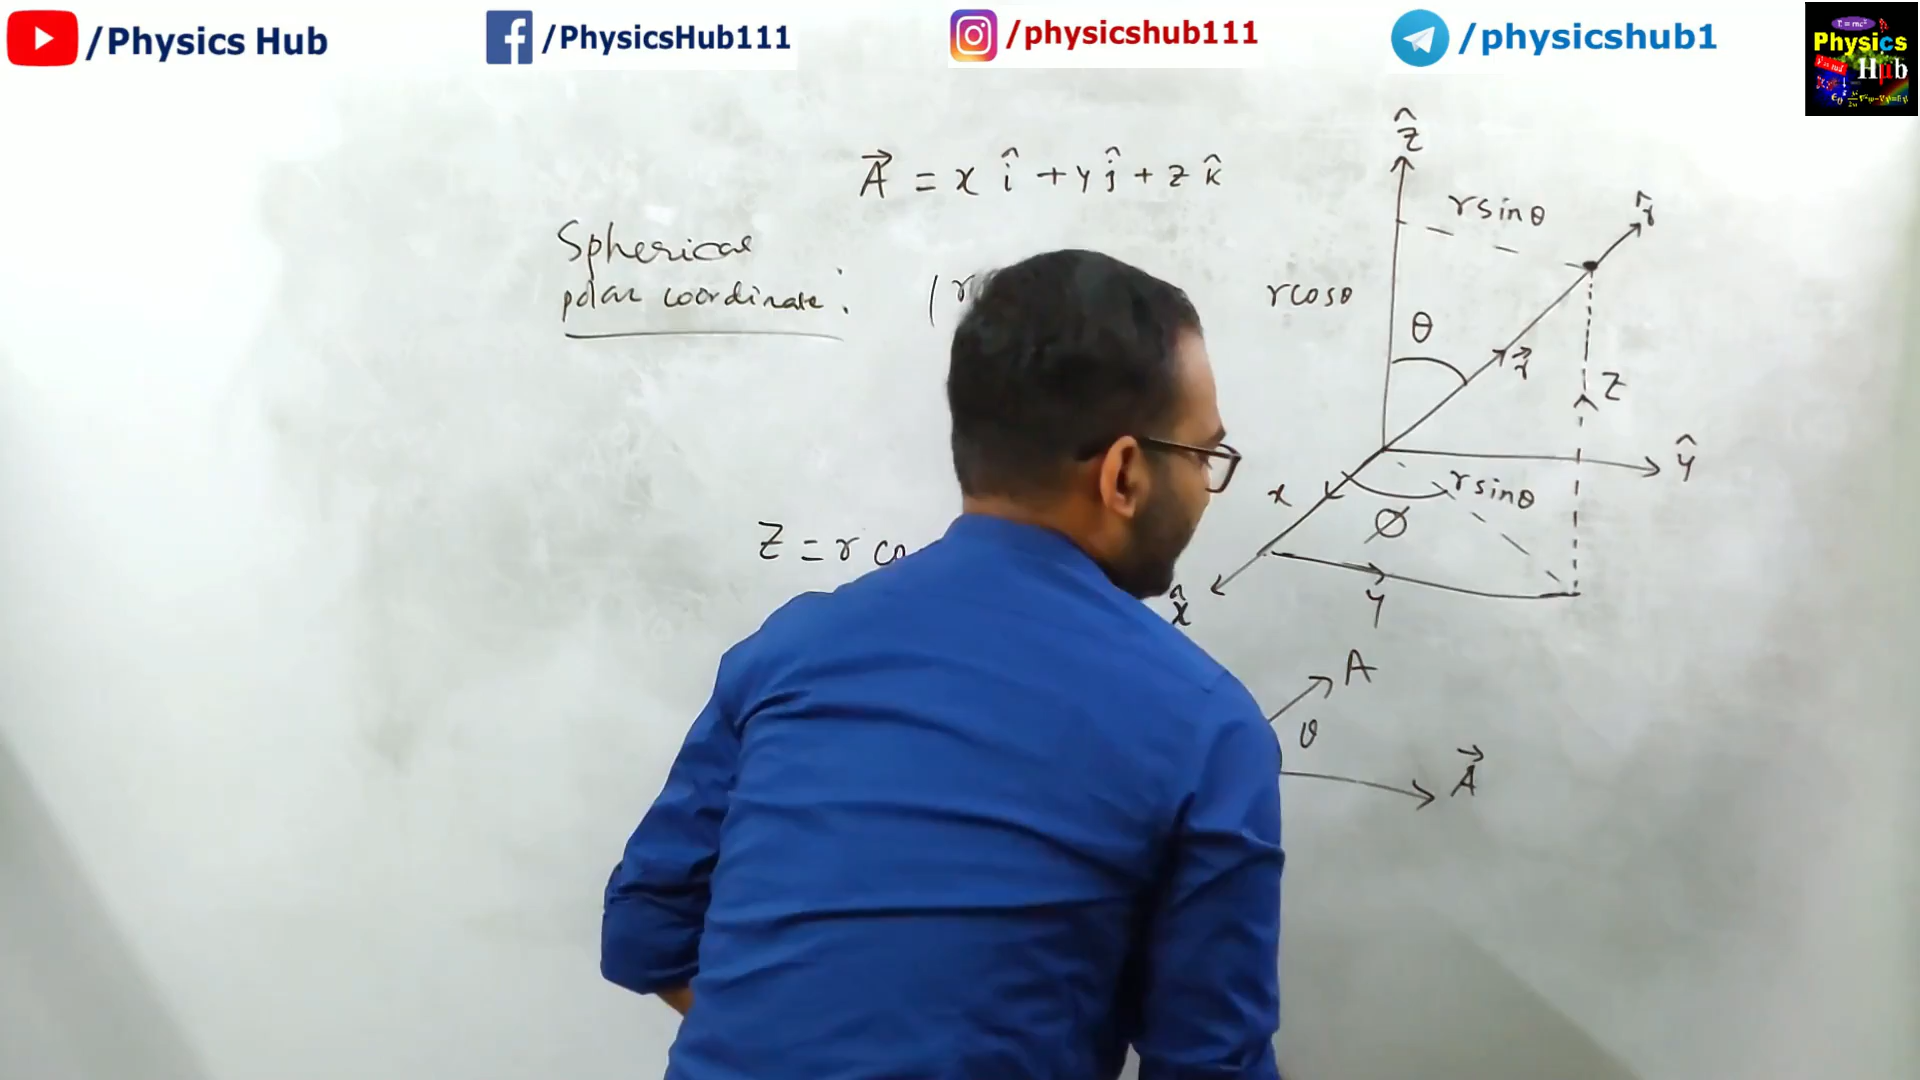 /Physics Hub
/PhysicsHub111
/physicshub111
/physicshub1
Physics
Hub
A⃗ = x î + y ĵ + z k̂
Spherical
polar coordinate:
(r
Z = r co
ẑ
r sinθ
r̂
r cosθ
θ
r⃗
Z
ŷ
x
r sinθ
∅
x̂
y
A
θ
A⃗